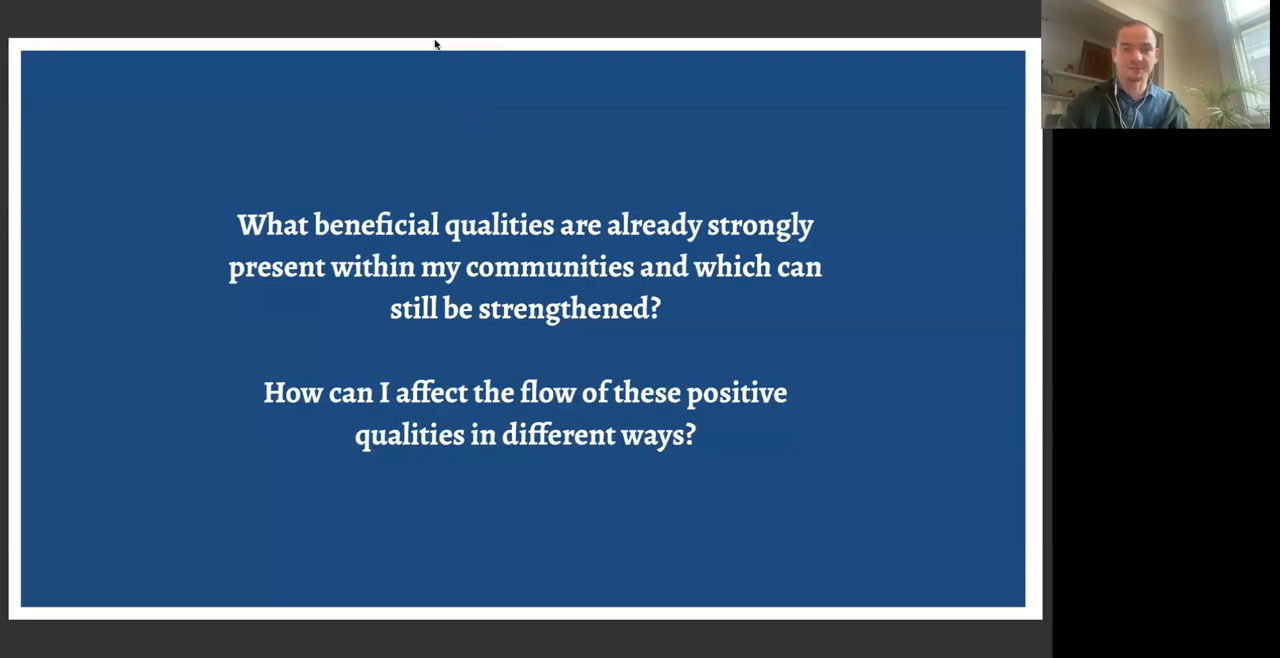 What beneficial qualities are already strongly
present within my communities and which can
still be strengthened?
How can I affect the flow of these positive
qualities in different ways?